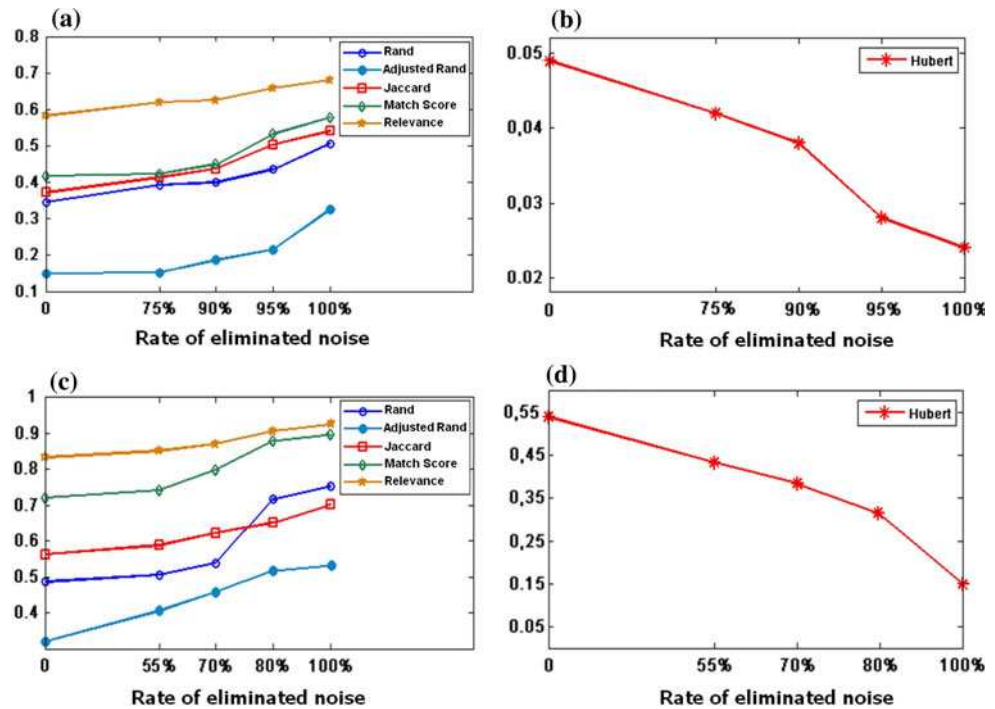 (a)
0.8
0.7
0.6
0.5
0.4
0.3
0.2
0.1
0 75% 90% 95% 100%
Rate of eliminated noise
Rand
Adjusted Rand
Jaccard
Match Score
Relevance
(b)
0.05
0,04
0,03
0.02
0 75% 90% 95% 100%
Rate of eliminated noise
Hubert
(c)
1
0.9
0.8
0.7
0.6
0.5
0.4
0 55% 70% 80% 100%
Rate of eliminated noise
Rand
Adjusted Rand
Jaccard
Match Score
Relevance
(d)
0,55
0,45
0,35
0,25
0.15
0.05
0 55% 70% 80% 100%
Rate of eliminated noise
Hubert